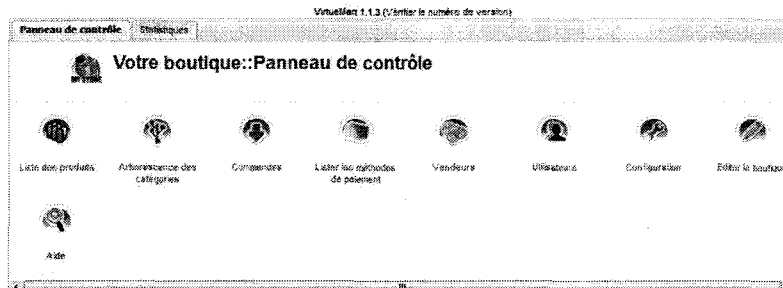 VirtueMart 1.1.3 (Vérifier le numéro de version)
Panneau de contrôle Statistiques
Votre boutique::Panneau de contrôle
Liste des produits Arborescence des catégories Commandes Lister les méthodes de paiement Vendeurs Utilisateurs Configuration Editer la boutique
Aide